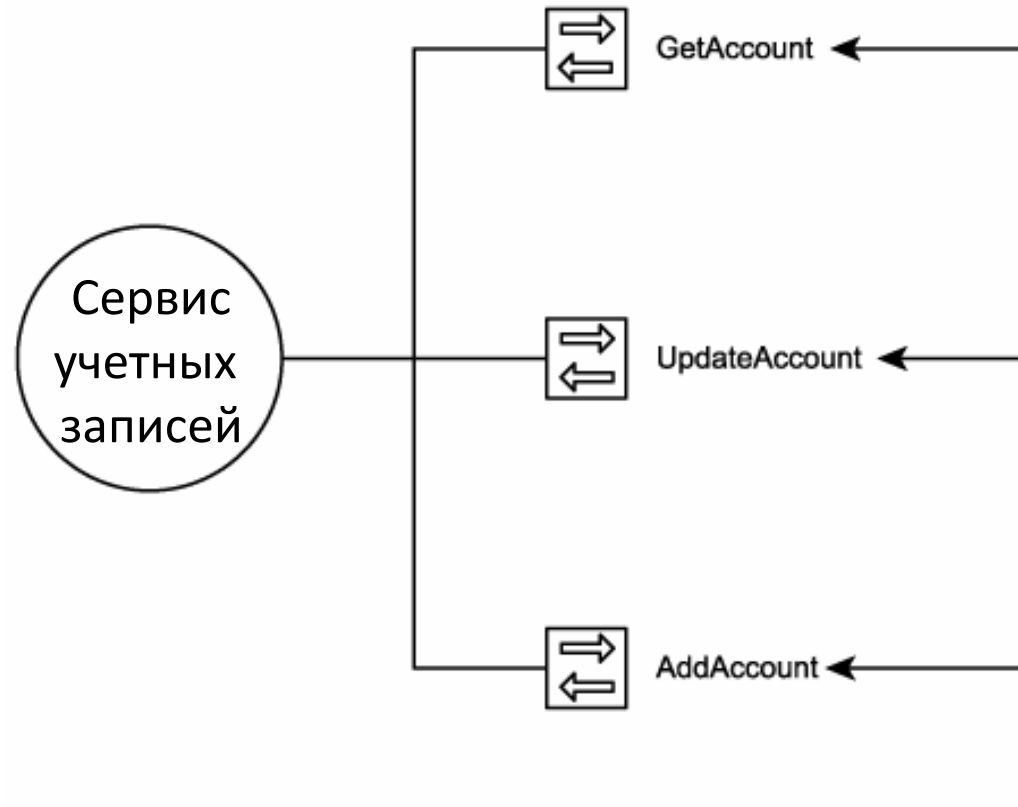 GetAccount
Сервис
учетных
записей
UpdateAccount
AddAccount